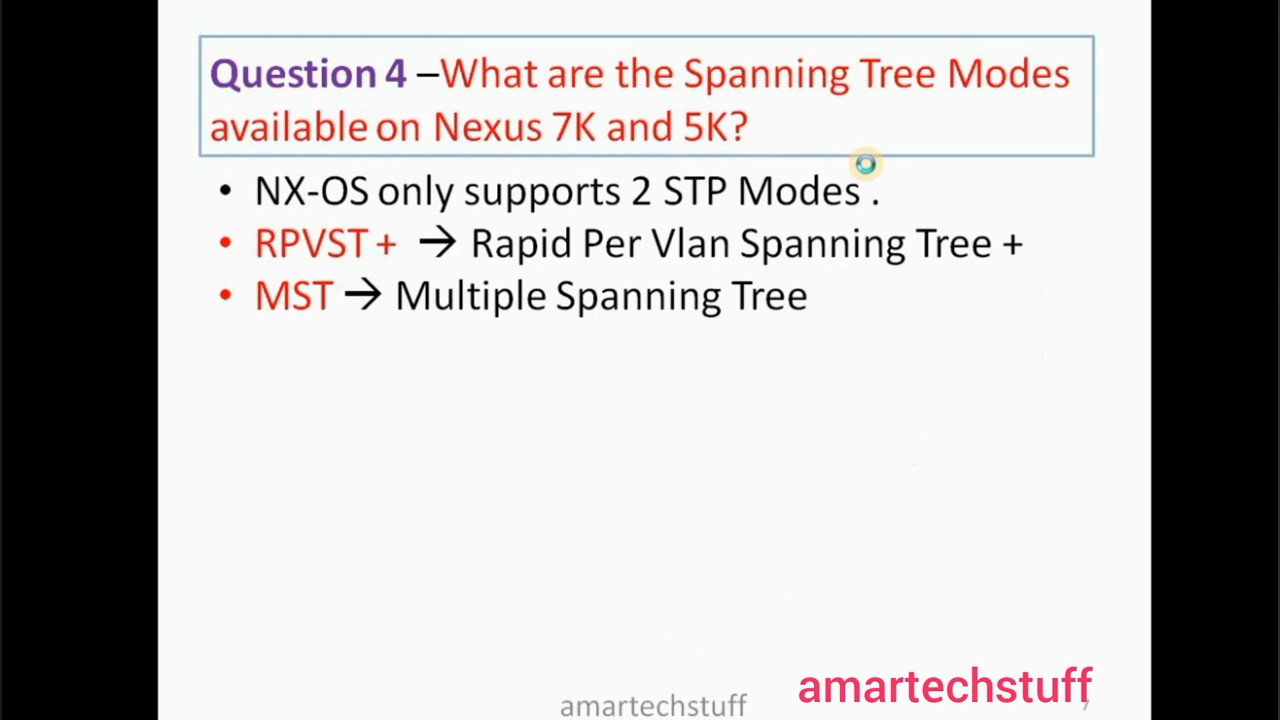 Question 4 –What are the Spanning Tree Modes
available on Nexus 7K and 5K?
• NX-OS only supports 2 STP Modes .
• RPVST + → Rapid Per Vlan Spanning Tree +
• MST → Multiple Spanning Tree
amartechstuff
amartechstuff
7